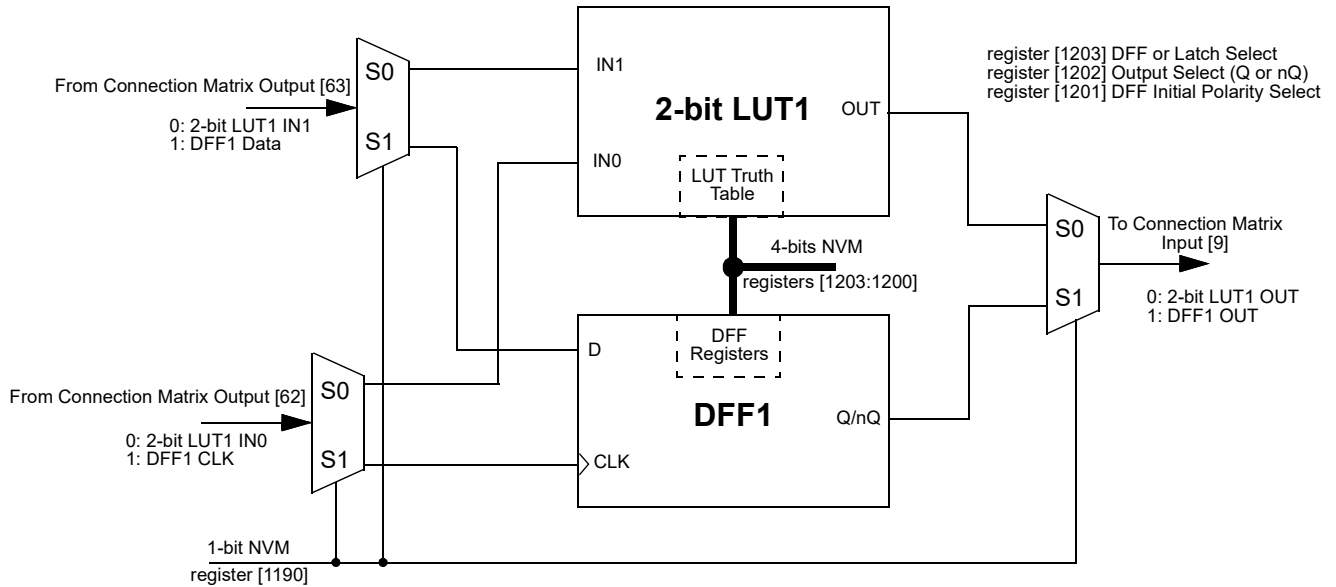 From Connection Matrix Output [63]
0: 2-bit LUT1 IN1
1: DFF1 Data
S0
S1
IN1
IN0
2-bit LUT1
OUT
LUT Truth
Table
register [1203] DFF or Latch Select
register [1202] Output Select (Q or nQ)
register [1201] DFF Initial Polarity Select
4-bits NVM
registers [1203:1200]
S0
S1
To Connection Matrix
Input [9]
0: 2-bit LUT1 OUT
1: DFF1 OUT
From Connection Matrix Output [62]
0: 2-bit LUT1 IN0
1: DFF1 CLK
S0
S1
D
CLK
DFF
Registers
DFF1
Q/nQ
1-bit NVM
register [1190]